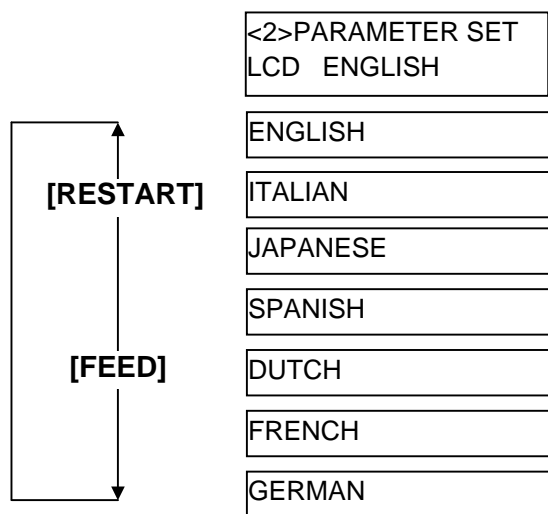 <2>PARAMETER SET
LCD ENGLISH
ENGLISH
[RESTART]
ITALIAN
JAPANESE
SPANISH
[FEED]
DUTCH
FRENCH
GERMAN